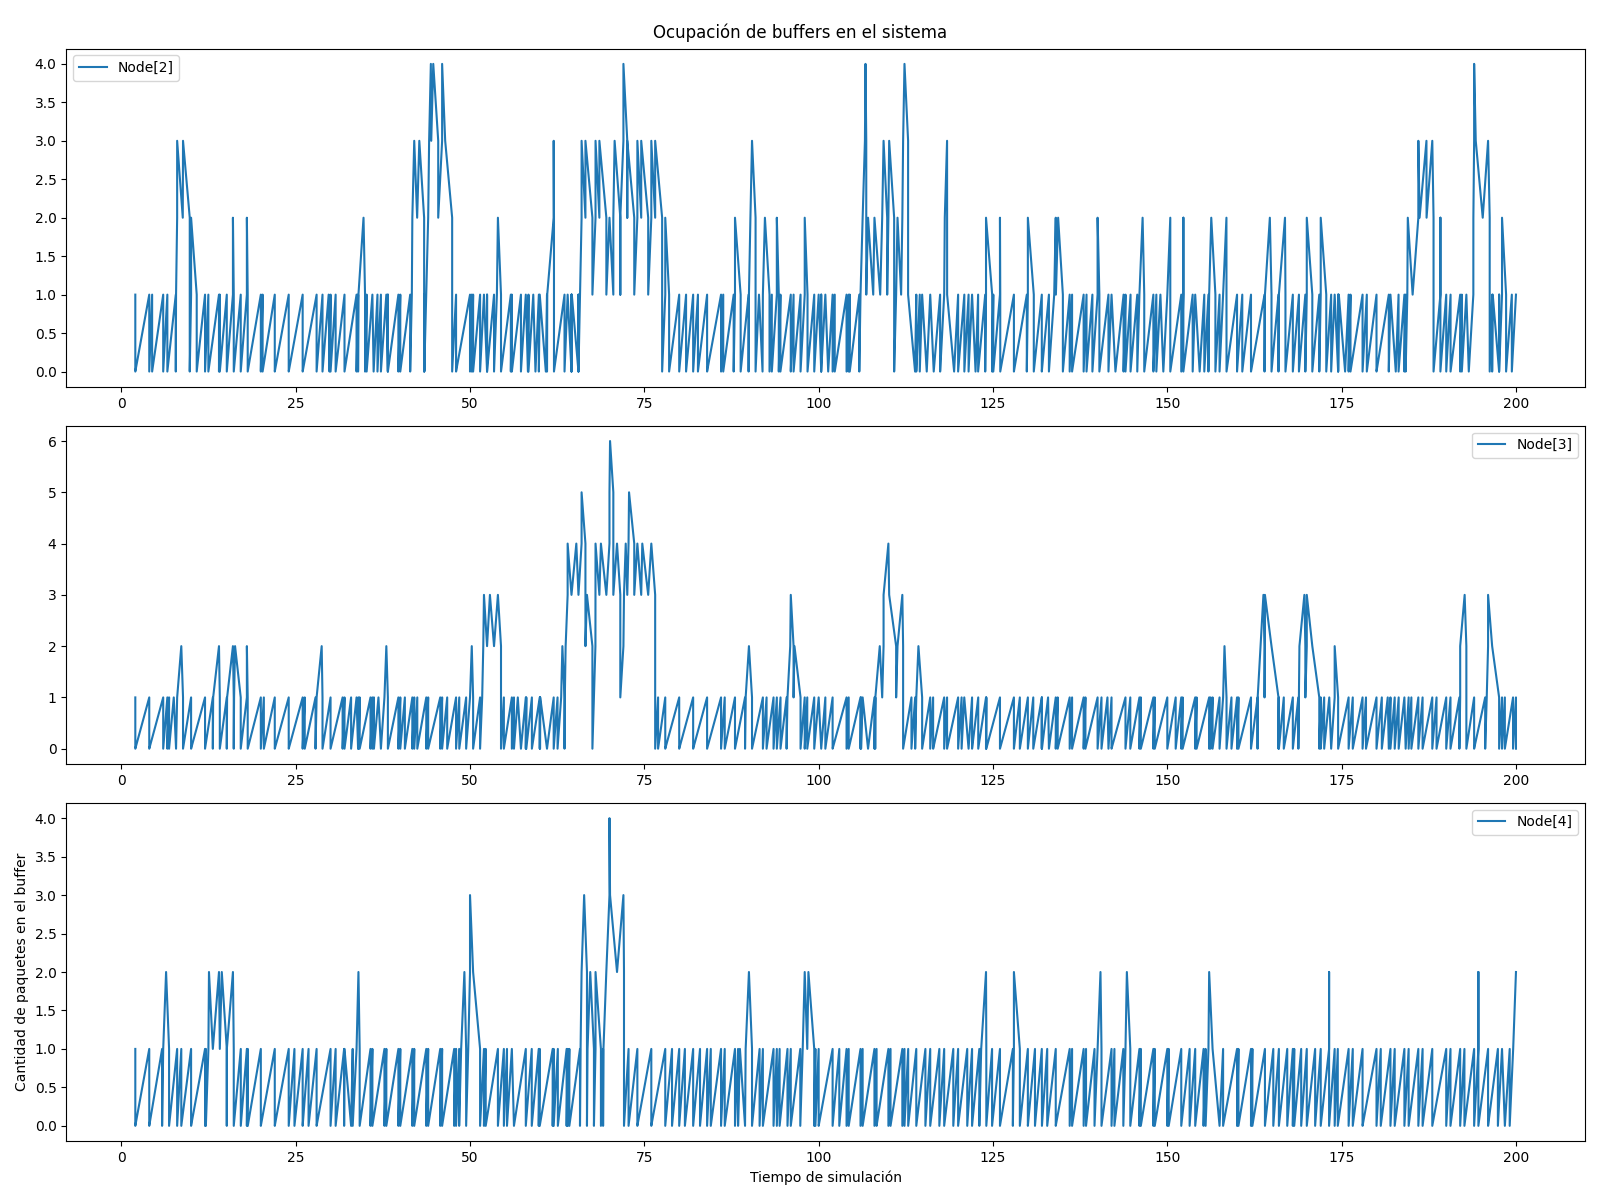 Ocupación de buffers en el sistema
Node[2]
4.0
3.5
3.0
2.5
2.0
1.5
1.0
0.5
0.0
0 25 50 75 100 125 150 175 200
Node[3]
6
5
4
3
2
1
0
0 25 50 75 100 125 150 175 200
Node[4]
Cantidad de paquetes en el buffer
4.0
3.5
3.0
2.5
2.0
1.5
1.0
0.5
0.0
0 25 50 75 100 125 150 175 200
Tiempo de simulación